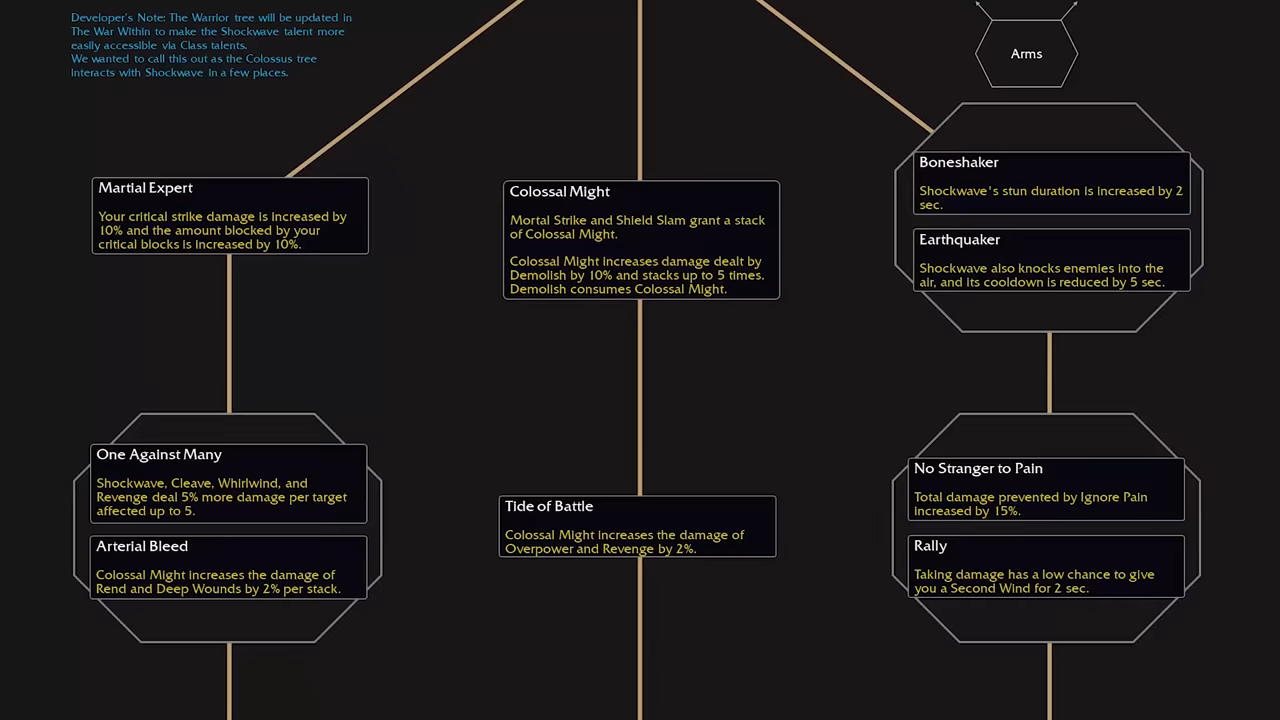 Developer's Note: The Warrior tree will be updated in
The War Within to make the Shockwave talent more
easily accessible via Class talents.
We wanted to call this out as the Colossus tree
interacts with Shockwave in a few places.
Arms
Martial Expert
Your critical strike damage is increased by
10% and the amount blocked by your
critical blocks is increased by 10%.
Colossal Might
Mortal Strike and Shield Slam grant a stack
of Colossal Might.
Colossal Might increases damage dealt by
Demolish by 10% and stacks up to 5 times.
Demolish consumes Colossal Might.
Boneshaker
Shockwave's stun duration is increased by 2
sec.
Earthquaker
Shockwave also knocks enemies into the
air, and its cooldown is reduced by 5 sec.
One Against Many
Shockwave, Cleave, Whirlwind, and
Revenge deal 5% more damage per target
affected up to 5.
Arterial Bleed
Colossal Might increases the damage of
Rend and Deep Wounds by 2% per stack.
Tide of Battle
Colossal Might increases the damage of
Overpower and Revenge by 2%.
No Stranger to Pain
Total damage prevented by Ignore Pain
increased by 15%.
Rally
Taking damage has a low chance to give
you a Second Wind for 2 sec.